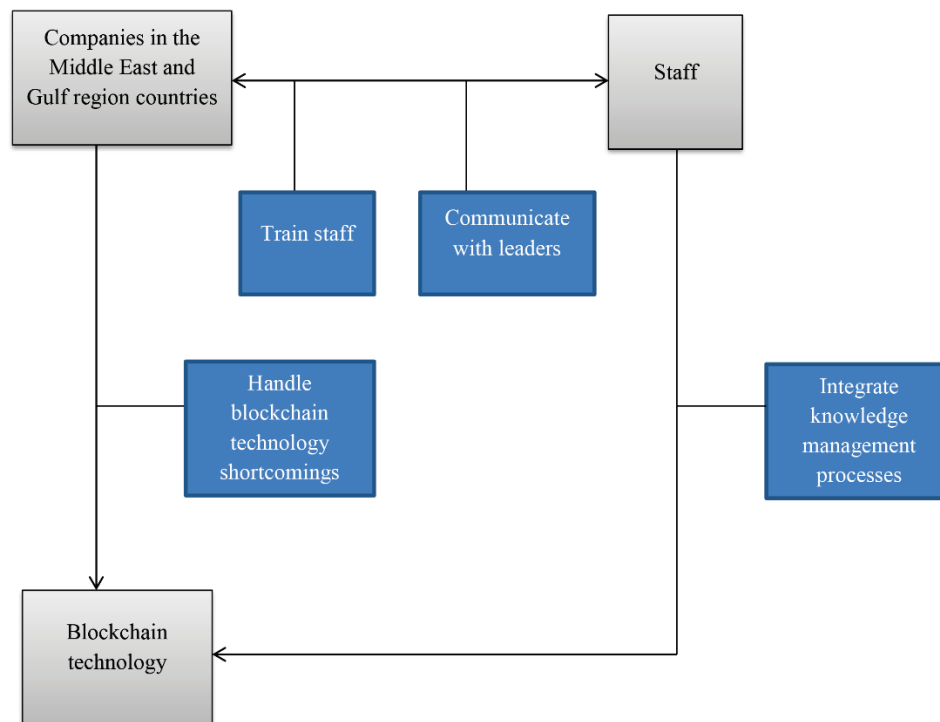 Companies in the
Middle East and
Gulf region countries
Staff
Train staff
Communicate
with leaders
Handle
blockchain
technology
shortcomings
Integrate
knowledge
management
processes
Blockchain
technology